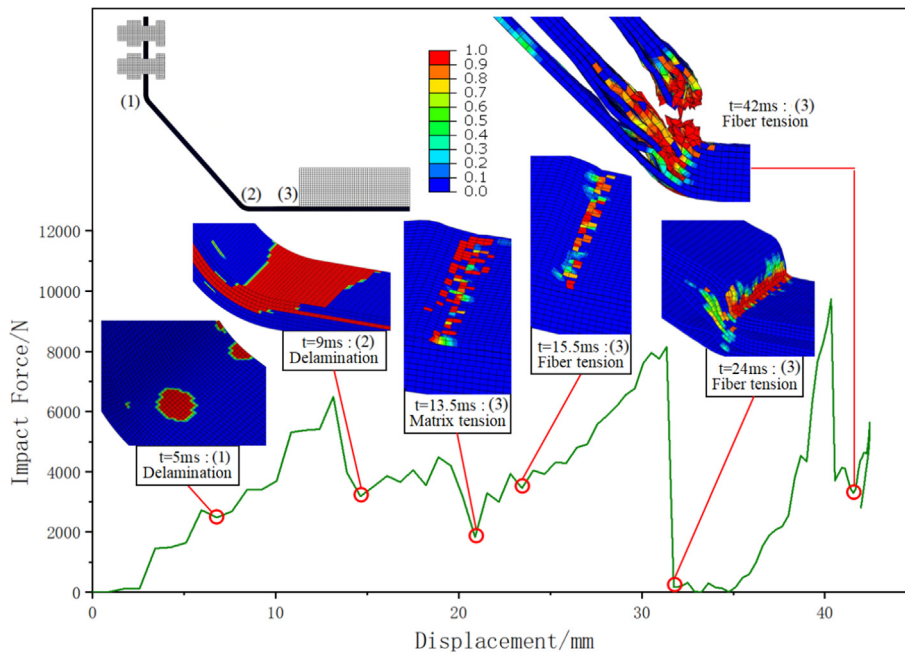 (1)
(2)
(3)
1.0
0.9
0.8
0.7
0.6
0.5
0.4
0.3
0.2
0.1
0.0
t=42ms : (3)
Fiber tension
t=9ms : (2)
Delamination
t=15.5ms : (3)
Fiber tension
t=24ms : (3)
Fiber tension
t=13.5ms : (3)
Matrix tension
t=5ms : (1)
Delamination
12000
10000
8000
6000
4000
2000
0
Impact Force/N
0
10
20
30
40
Displacement/mm